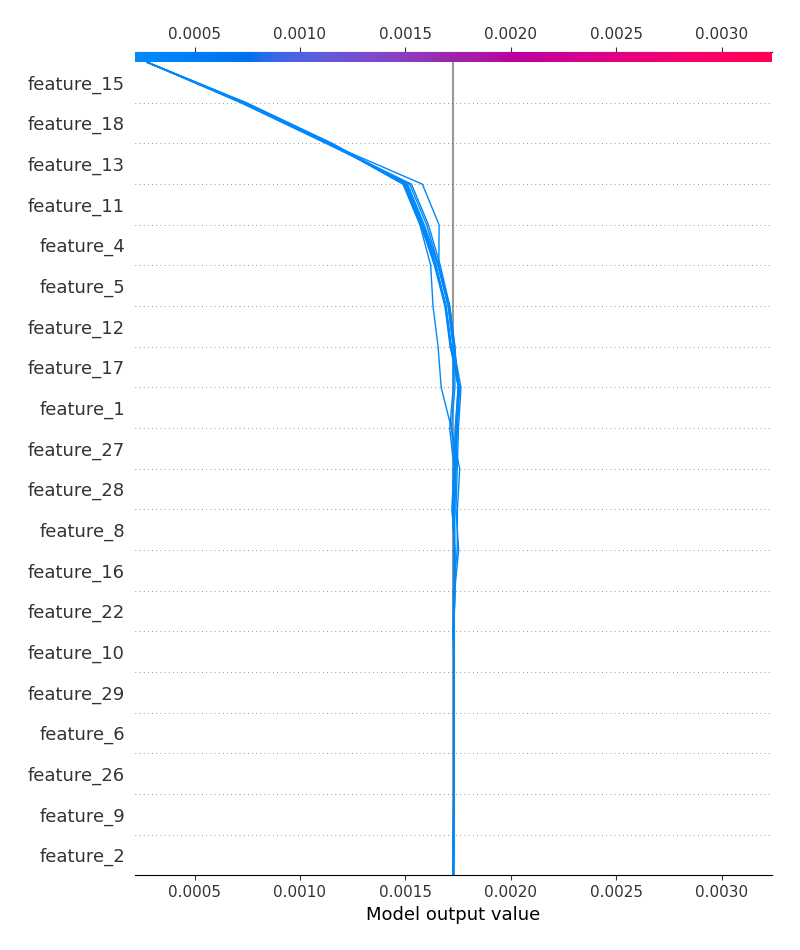 0.0005 0.0010 0.0015 0.0020 0.0025 0.0030
feature_15
feature_18
feature_13
feature_11
feature_4
feature_5
feature_12
feature_17
feature_1
feature_27
feature_28
feature_8
feature_16
feature_22
feature_10
feature_29
feature_6
feature_26
feature_9
feature_2
0.0005 0.0010 0.0015 0.0020 0.0025 0.0030
Model output value